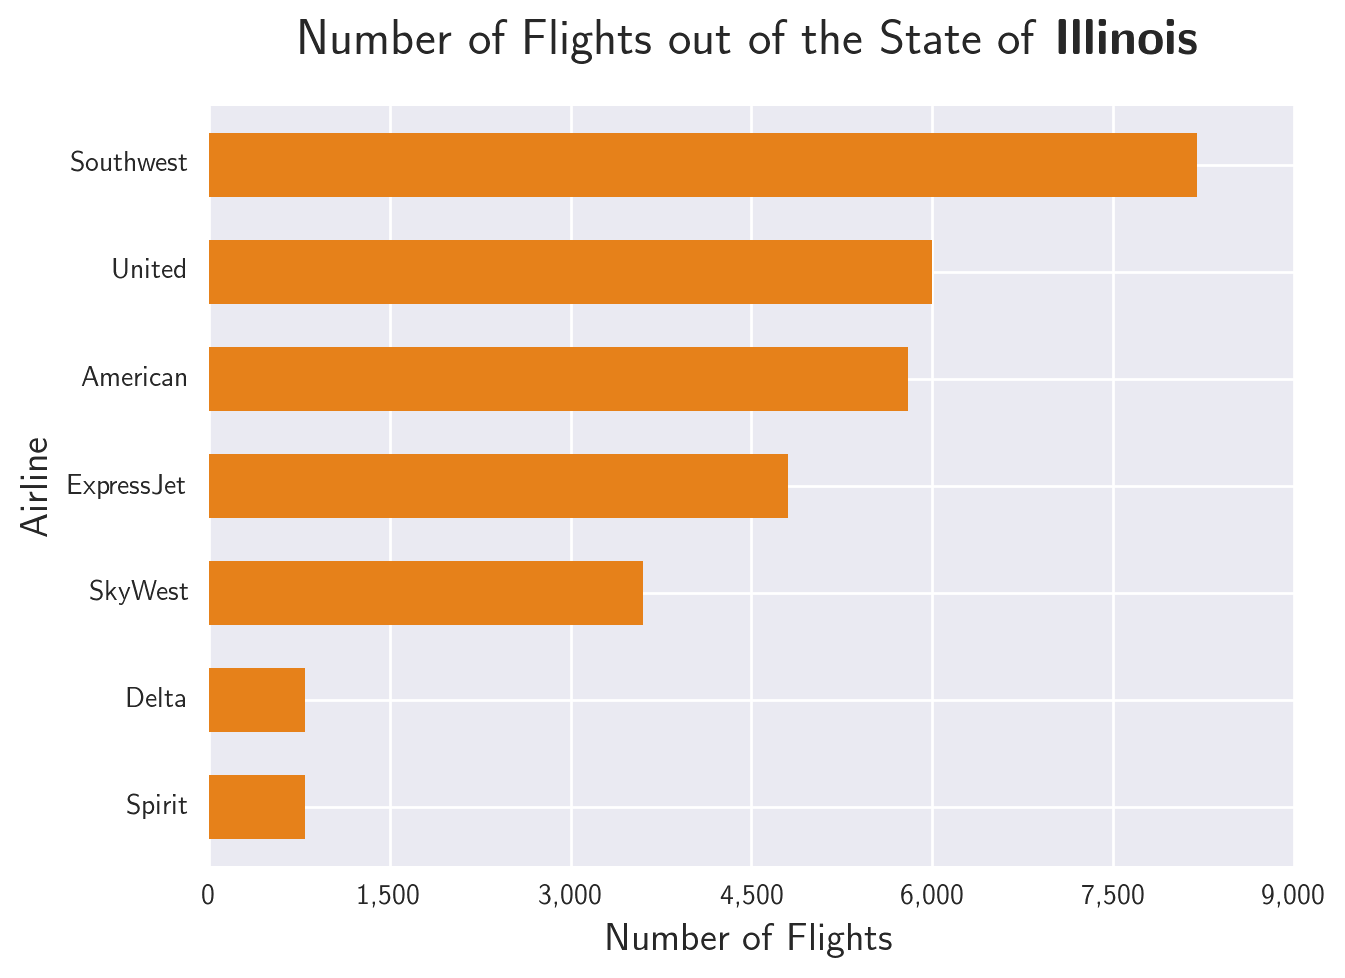 Number of Flights out of the State of Illinois
Southwest
United
American
ExpressJet
SkyWest
Delta
Spirit
Airline
0 1,500 3,000 4,500 6,000 7,500 9,000
Number of Flights